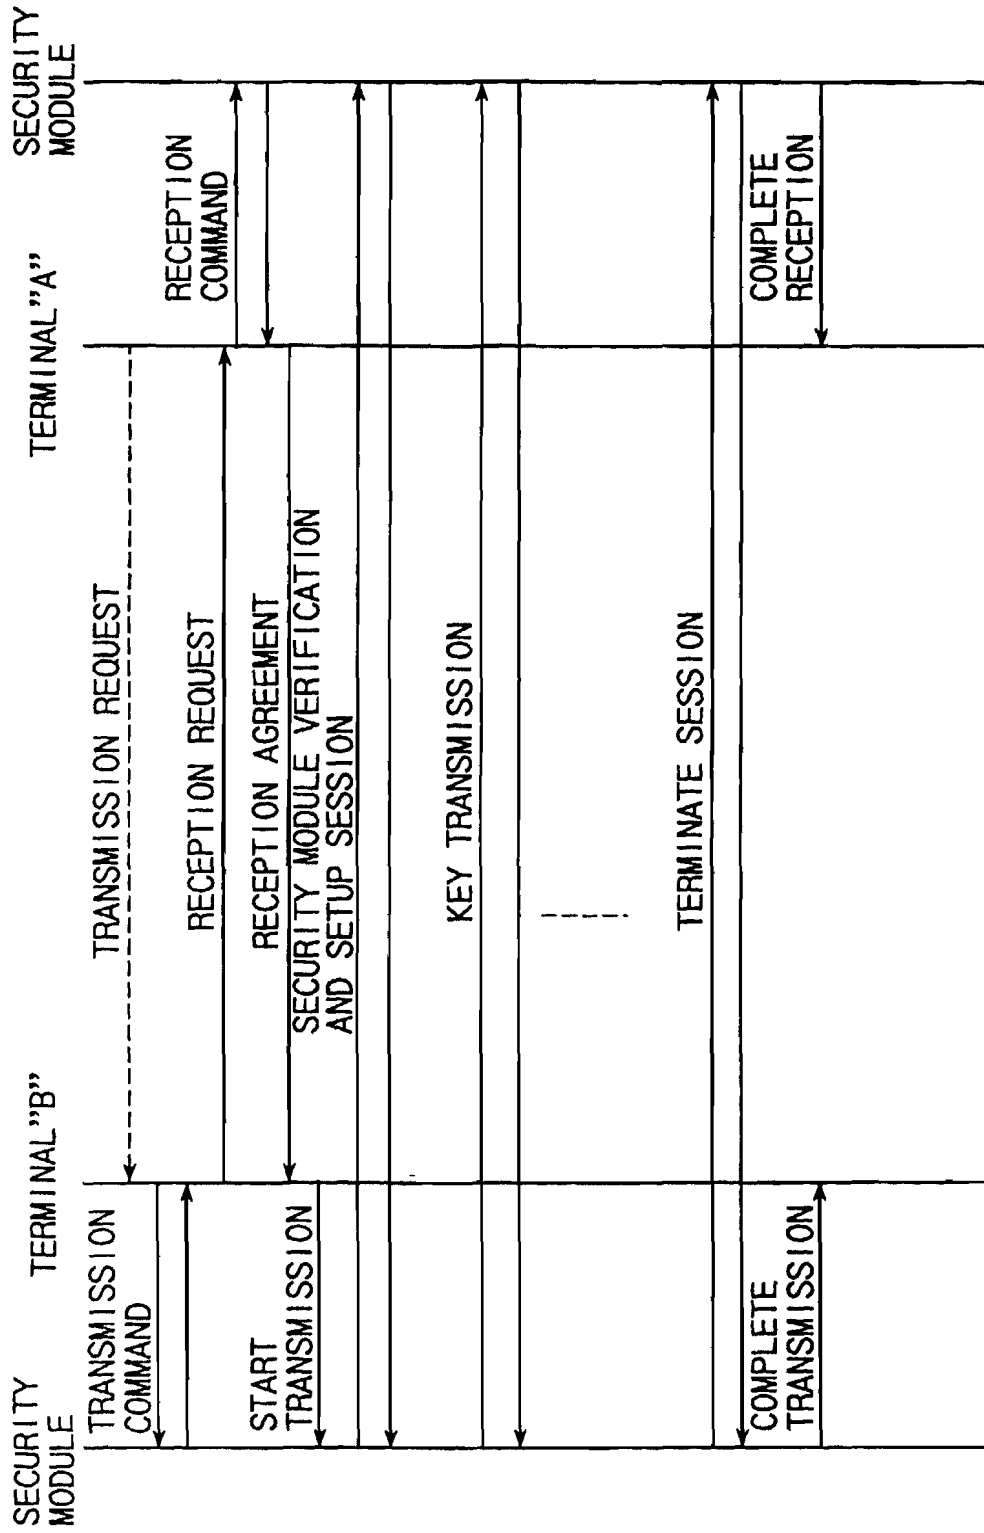 SECURITY
MODULE
TERMINAL"B"
TERMINAL"A"
SECURITY
MODULE
TRANSMISSION REQUEST
TRANSMISSION
COMMAND
RECEPTION REQUEST
RECEPTION
COMMAND
RECEPTION AGREEMENT
START
TRANSMISSION
SECURITY MODULE VERIFICATION
AND SETUP SESSION
KEY TRANSMISSION
TERMINATE SESSION
COMPLETE
TRANSMISSION
COMPLETE
RECEPTION